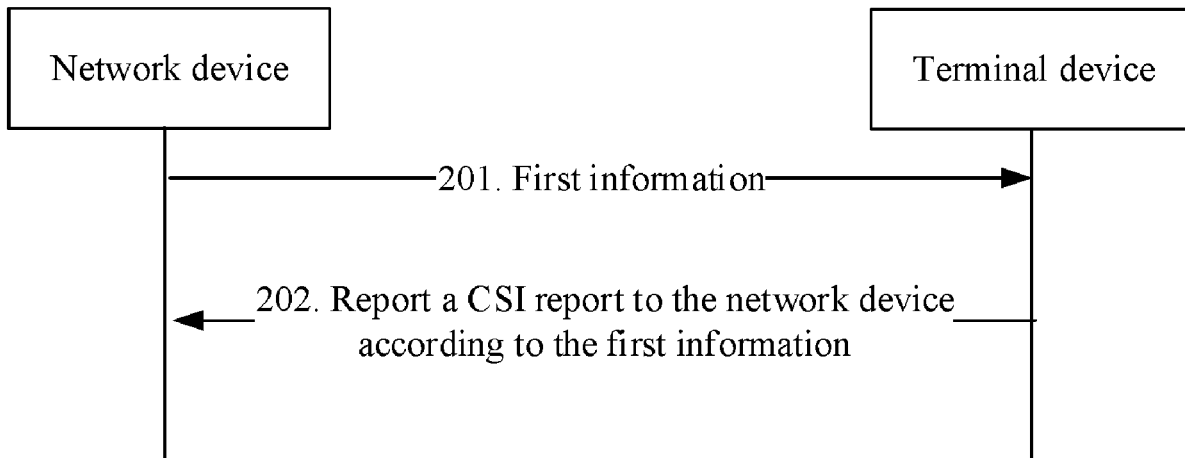 Network device
Terminal device
201. First information
202. Report a CSI report to the network device
according to the first information